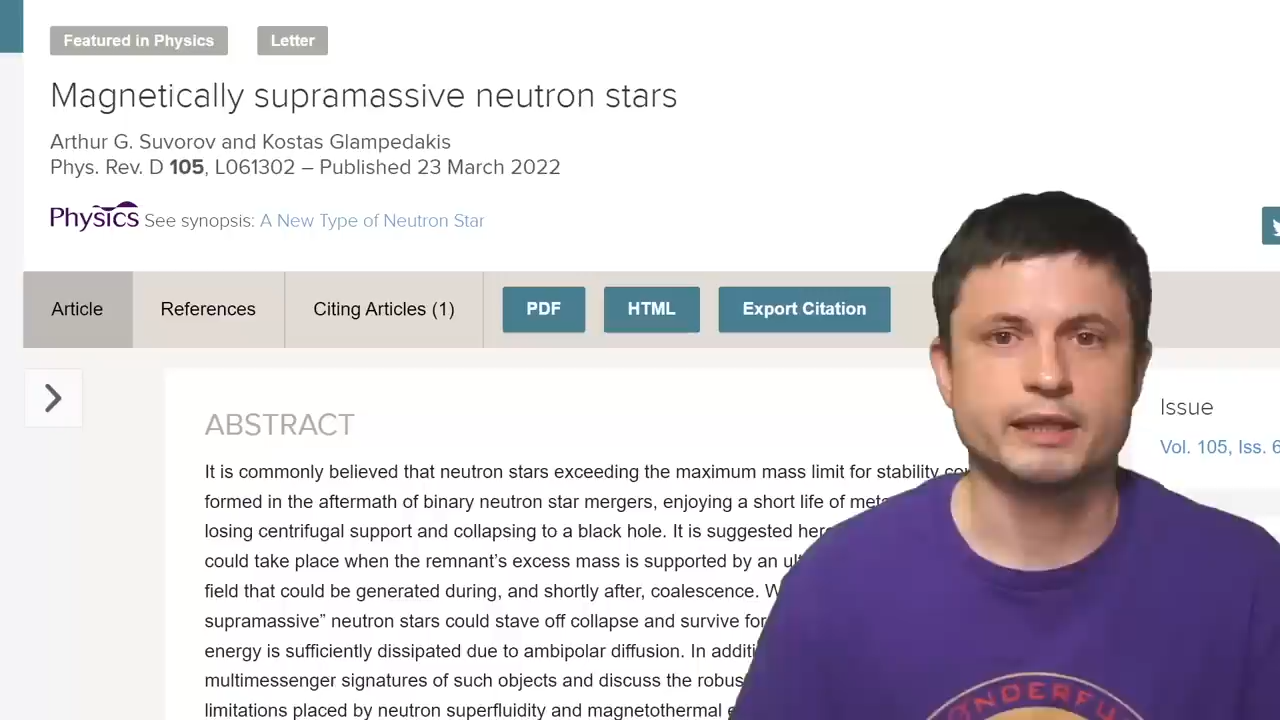 Featured in Physics
Letter
Magnetically supramassive neutron stars
Arthur G. Suvorov and Kostas Glampedakis
Phys. Rev. D 105, L061302 – Published 23 March 2022
Physics See synopsis: A New Type of Neutron Star
Article
References
Citing Articles (1)
PDF
HTML
Export Citation
ABSTRACT
It is commonly believed that neutron stars exceeding the maximum mass limit for stability
formed in the aftermath of binary neutron star mergers, enjoying a short life of
losing centrifugal support and collapsing to a black hole. It is suggested
could take place when the remnant’s excess mass is supported by an
field that could be generated during, and shortly after, coalescence.
supramassive” neutron stars could stave off collapse and survive for
energy is sufficiently dissipated due to ambipolar diffusion. In
multimessenger signatures of such objects and discuss the
limitations placed by neutron superfluidity and magnetothermal
Issue
Vol. 105, Iss. 6